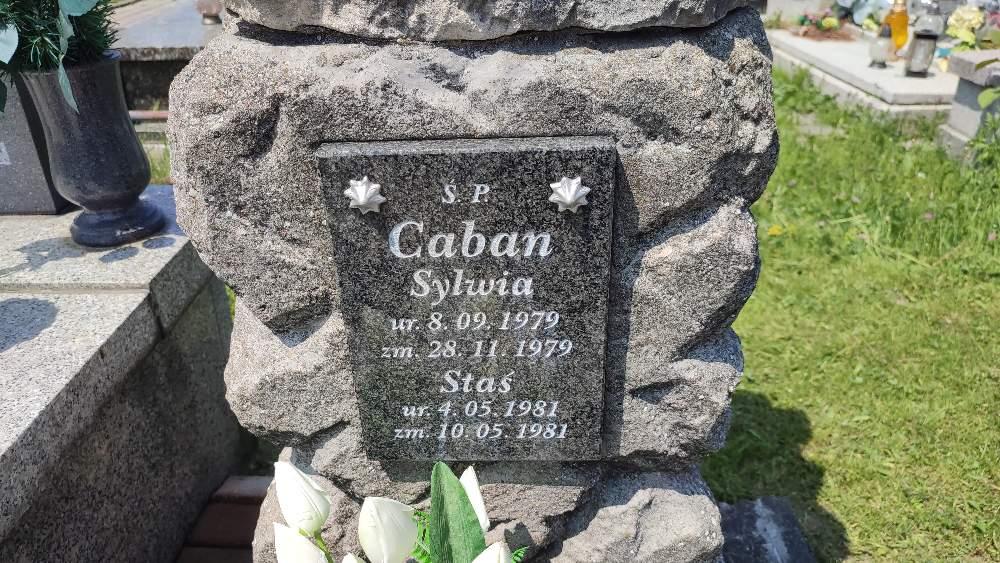 Ś. P.
Caban
Sylwia
ur. 8. 09. 1979
zm. 28. 11. 1979
Staś
ur. 4. 05. 1981
zm. 10. 05. 1981